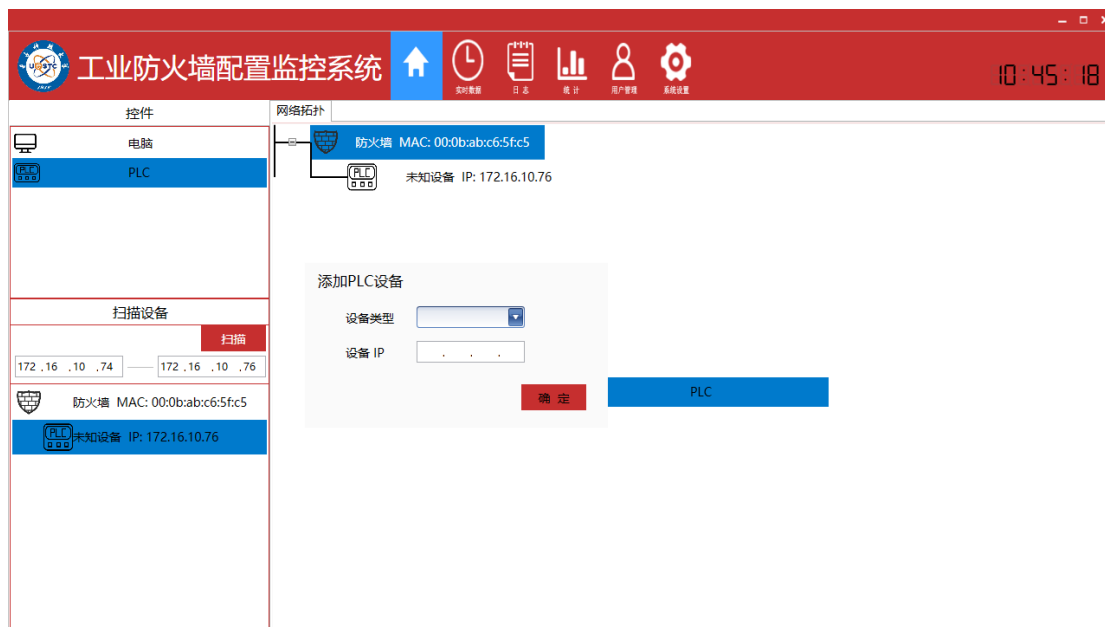 工业防火墙配置监控系统
实时数据
日 志
统 计
用户管理
系统设置
10:45:18
控件
电脑
PLC
PLC
网络拓扑
防火墙 MAC: 00:0b:ab:c6:5f:c5
PLC
未知设备 IP: 172.16.10.76
添加PLC设备
设备类型
设备 IP
. . .
确 定
PLC
扫描设备
扫描
172 .16 .10 .74 —— 172 .16 .10 .76
防火墙 MAC: 00:0b:ab:c6:5f:c5
PLC
未知设备 IP: 172.16.10.76